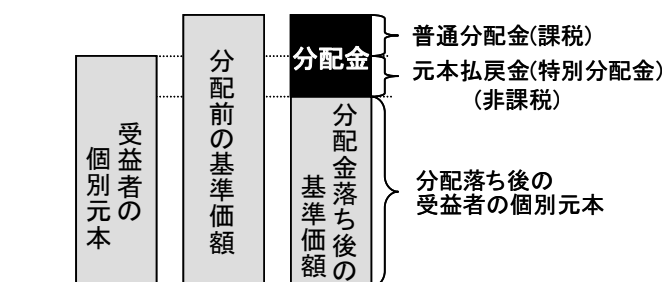 受益者の
個別元本
分配前の基準価額
分配金
分配金落ち後の
基準価額
普通分配金(課税)
元本払戻金(特別分配金)
(非課税)
分配落ち後の
受益者の個別元本